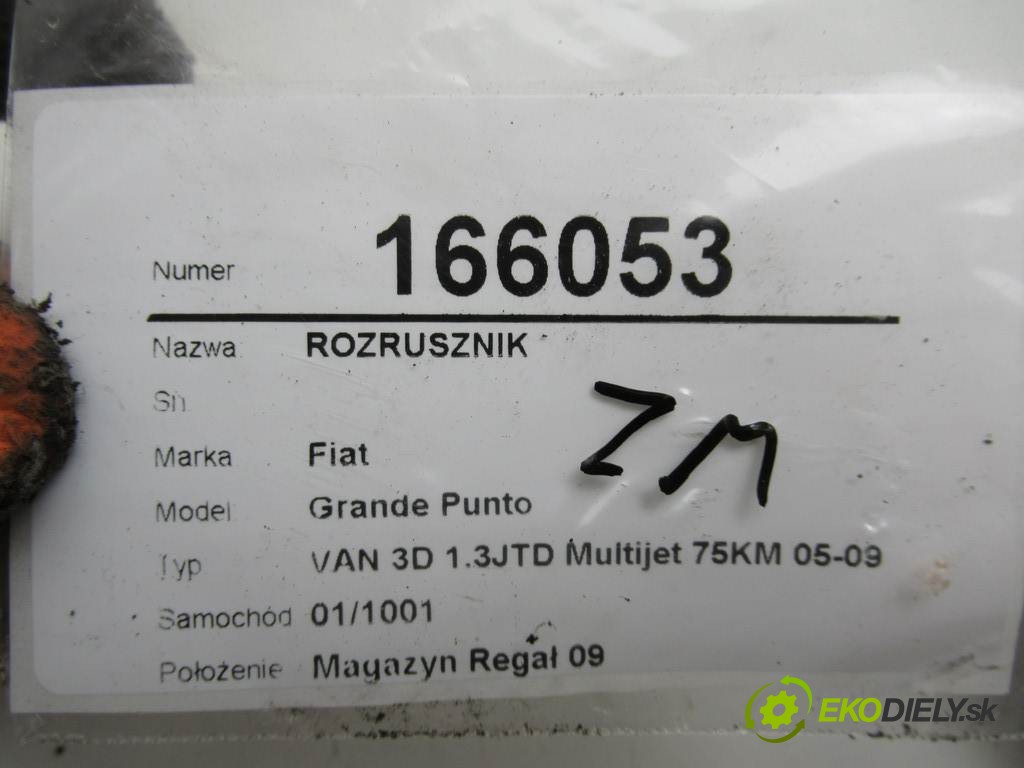 Numer 166053
Nazwa ROZRUSZNIK
Sn
Marka Fiat
Model Grande Punto
Typ VAN 3D 1.3JTD Multijet 75KM 05-09
Samochód 01/1001
Położenie Magazyn Regał 09
ZM
EKODIELY.sk